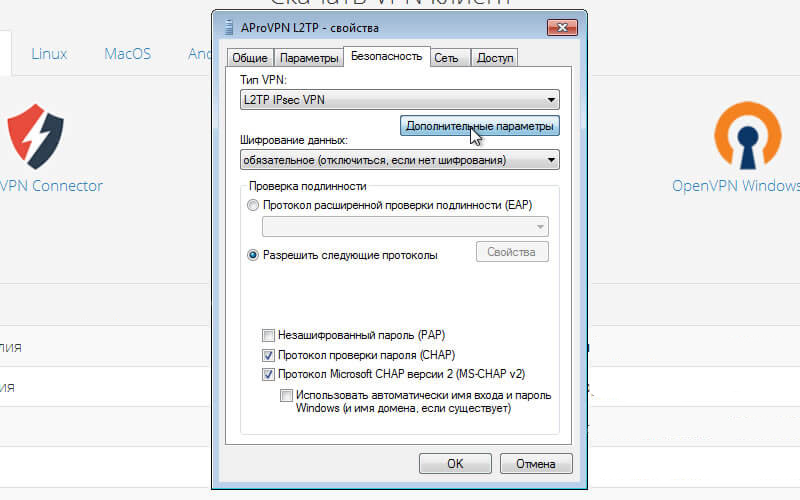 Скачать VPN клиент
AProVPN L2TP - свойства
Linux
MacOS
Общие
Параметры
Безопасность
Сеть
Доступ
Тип VPN:
L2TP IPsec VPN
Дополнительные параметры
Шифрование данных:
обязательное (отключиться, если нет шифрования)
VPN Connector
OpenVPN Windows
Проверка подлинности
Протокол расширенной проверки подлинности (EAP)
Разрешить следующие протоколы
Свойства
Незашифрованный пароль (PAP)
Протокол проверки пароля (CHAP)
Протокол Microsoft CHAP версии 2 (MS-CHAP v2)
Использовать автоматически имя входа и пароль
Windows (и имя домена, если существует)
OK
Отмена